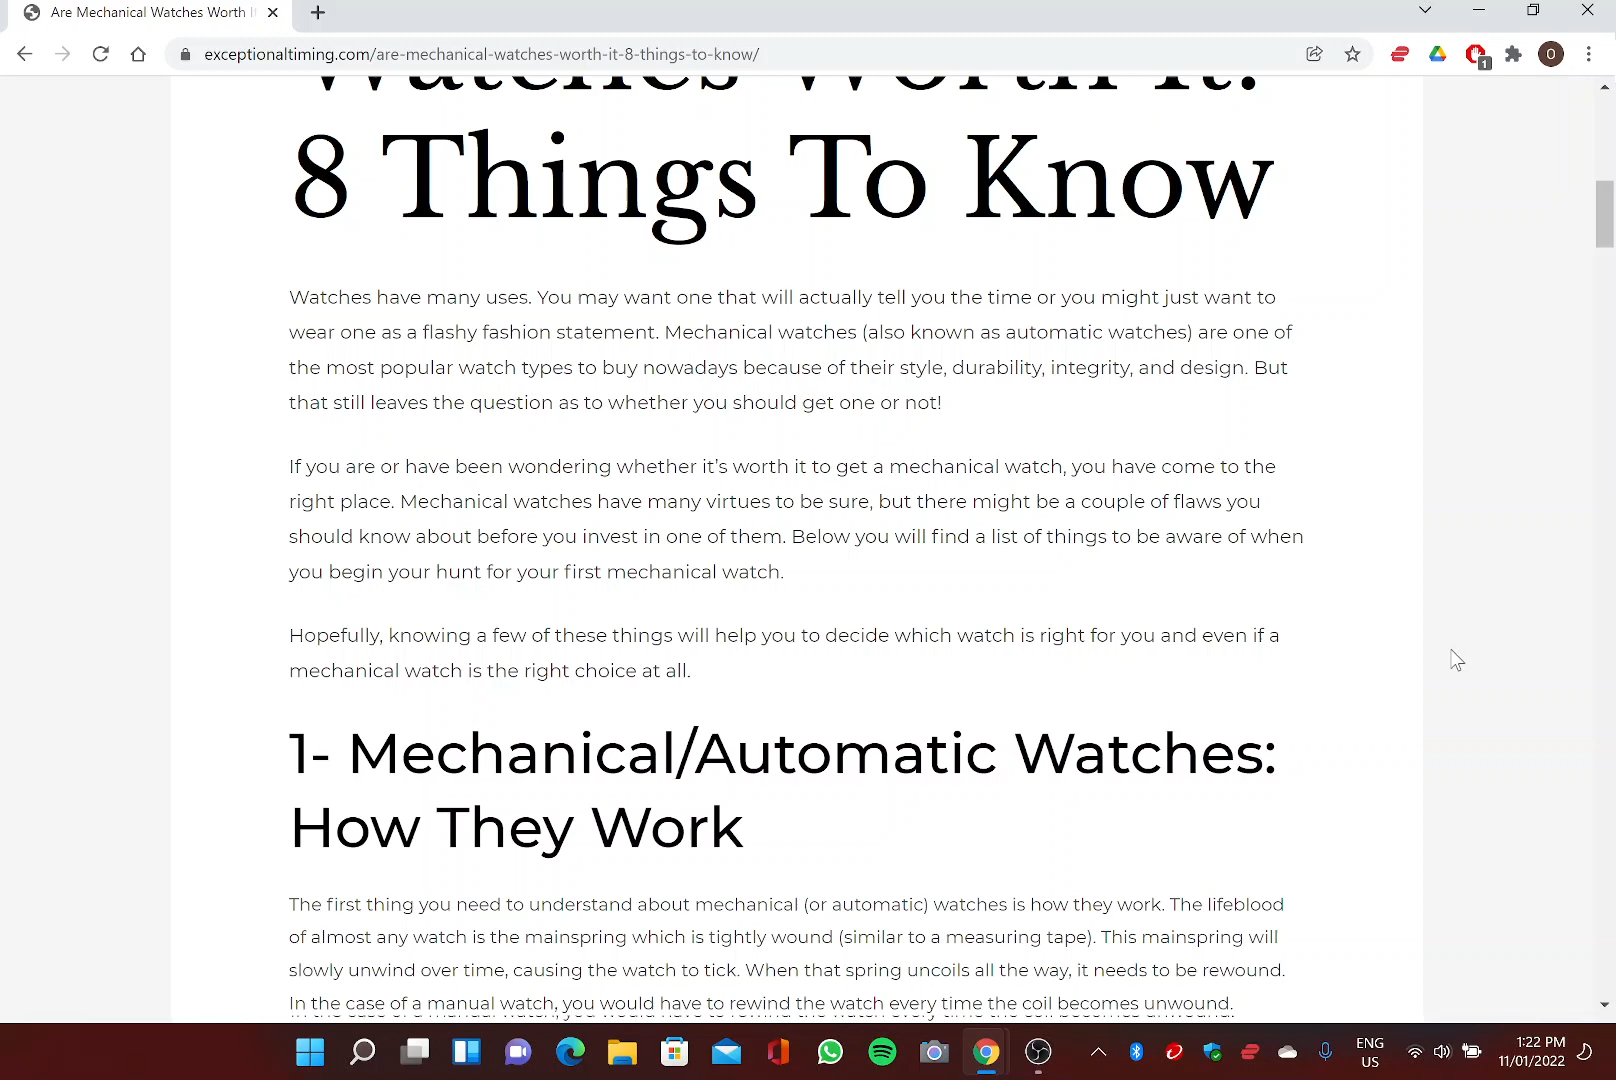 Are Mechanical Watches Worth I
exceptionaltiming.com/are-mechanical-watches-worth-it-8-things-to-know/
1
O
Watches Worth It:
8 Things To Know
Watches have many uses. You may want one that will actually tell you the time or you might just want to
wear one as a flashy fashion statement. Mechanical watches (also known as automatic watches) are one of
the most popular watch types to buy nowadays because of their style, durability, integrity, and design. But
that still leaves the question as to whether you should get one or not!
If you are or have been wondering whether it’s worth it to get a mechanical watch, you have come to the
right place. Mechanical watches have many virtues to be sure, but there might be a couple of flaws you
should know about before you invest in one of them. Below you will find a list of things to be aware of when
you begin your hunt for your first mechanical watch.
Hopefully, knowing a few of these things will help you to decide which watch is right for you and even if a
mechanical watch is the right choice at all.
1- Mechanical/Automatic Watches:
How They Work
The first thing you need to understand about mechanical (or automatic) watches is how they work. The lifeblood
of almost any watch is the mainspring which is tightly wound (similar to a measuring tape). This mainspring will
slowly unwind over time, causing the watch to tick. When that spring uncoils all the way, it needs to be rewound.
In the case of a manual watch, you would have to rewind the watch every time the coil becomes unwound.
ENG
US
1:22 PM
11/01/2022